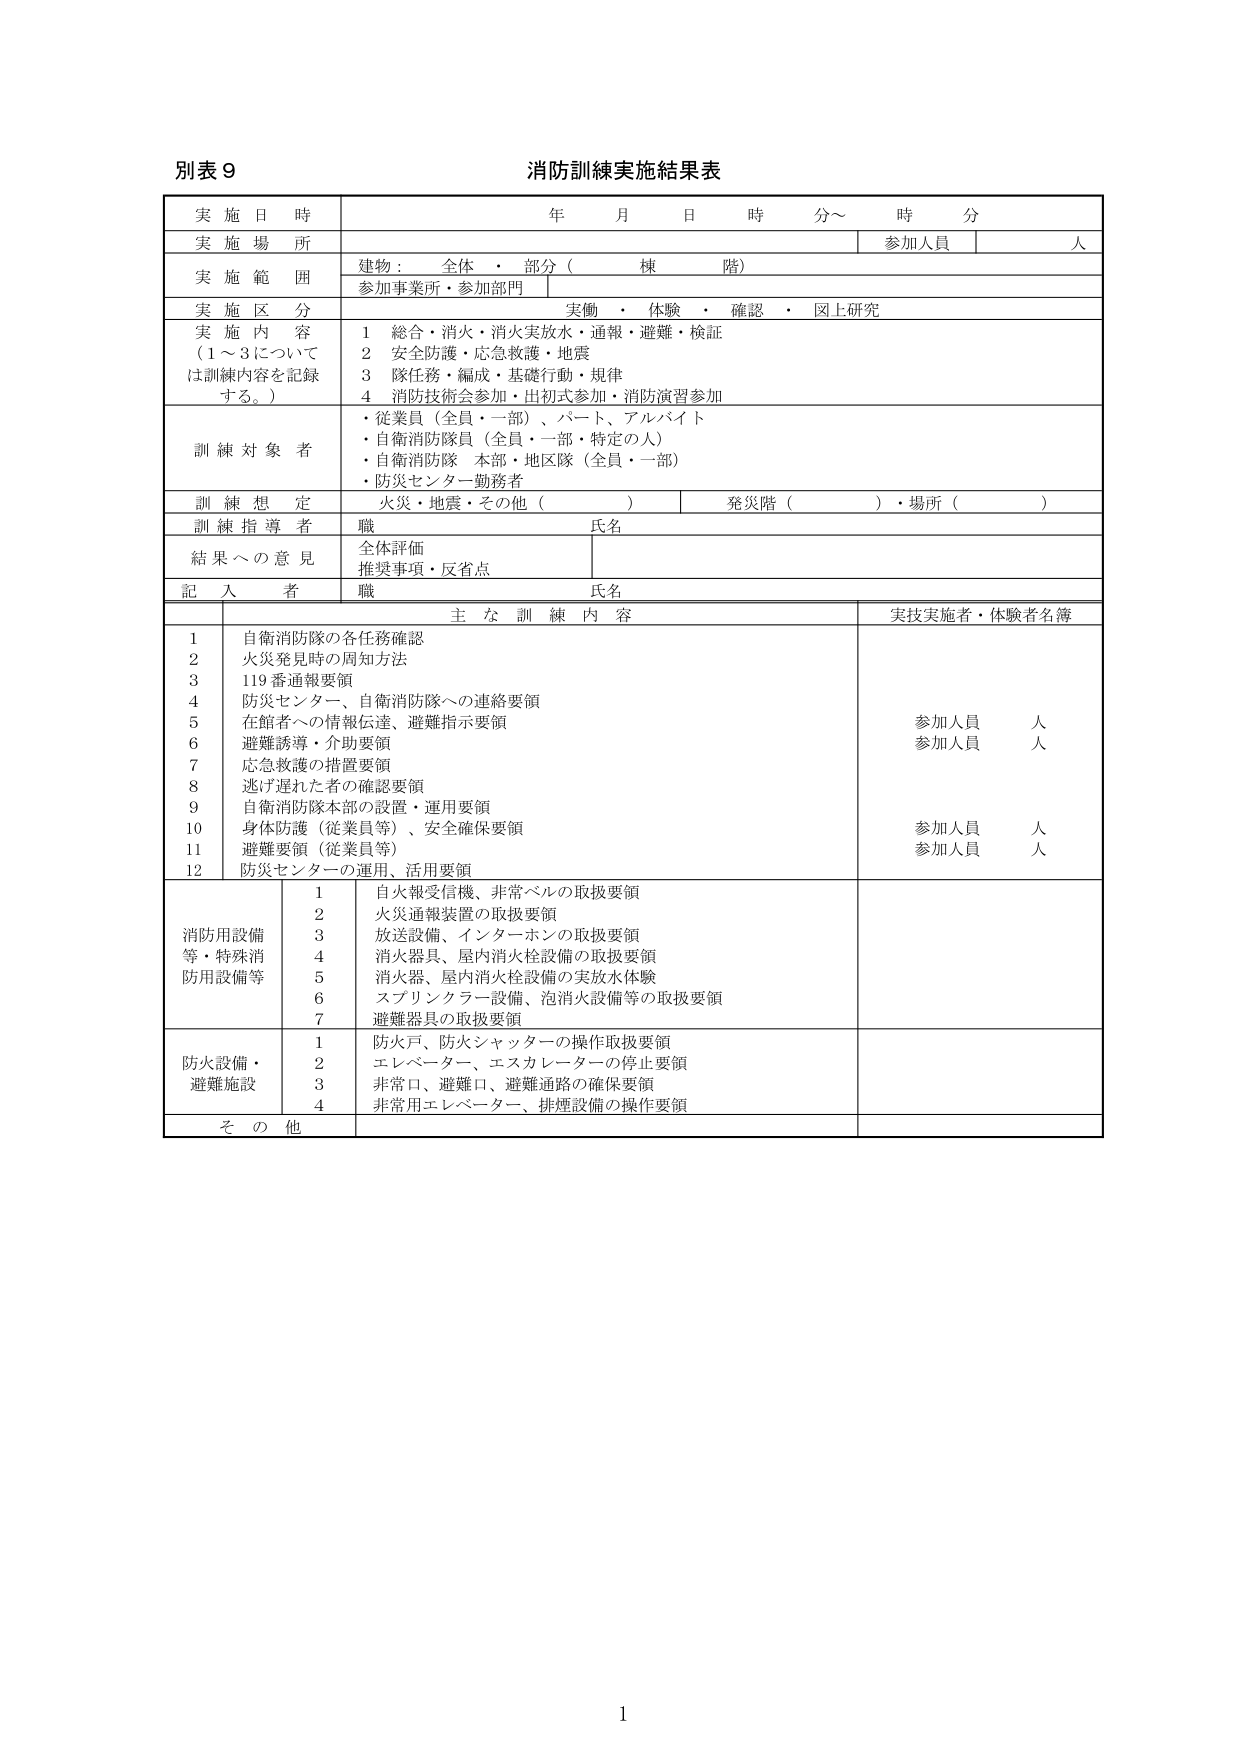 別表９ 消防訓練実施結果表
実施日時 年 月 日 時 分～ 時 分
実施場所 参加人員 人
実施範囲 建物： 全体 ・ 部分（ 棟 階）
参加事業所・参加部門
実施区分 実働 ・ 体験 ・ 確認 ・ 図上研究
実施内容
（１～３について
は訓練内容を記録
する。）
１ 総合・消火・消火実放水・通報・避難・検証
２ 安全防護・応急救護・地震
３ 隊任務・編成・基礎行動・規律
４ 消防技術会参加・出初式参加・消防演習参加
訓練対象者
・従業員（全員・一部）、パート、アルバイト
・自衛消防隊員（全員・一部・特定の人）
・自衛消防隊 本部・地区隊（全員・一部）
・防災センター勤務者
訓練想定 火災・地震・その他（ ） 発災階（ ）・場所（ ）
訓練指導者 職 氏名
結果への意見
全体評価
推奨事項・反省点
記入者 職 氏名
主な訓練内容 実技実施者・体験者名簿
１ 自衛消防隊の各任務確認
２ 火災発見時の周知方法
３ 119番通報要領
４ 防災センター、自衛消防隊への連絡要領
５ 在館者への情報伝達、避難指示要領 参加人員 人
６ 避難誘導・介助要領 参加人員 人
７ 応急救護の措置要領
８ 逃げ遅れた者の確認要領
９ 自衛消防隊本部の設置・運用要領
10 身体防護（従業員等）、安全確保要領 参加人員 人
11 避難要領（従業員等） 参加人員 人
12 防災センターの運用、活用要領
消防用設備
等・特殊消
防用設備等
１ 自火報受信機、非常ベルの取扱要領
２ 火災通報装置の取扱要領
３ 放送設備、インターホンの取扱要領
４ 消火器具、屋内消火栓設備の取扱要領
５ 消火器、屋内消火栓設備の実放水体験
６ スプリンクラー設備、泡消火設備等の取扱要領
７ 避難器具の取扱要領
防火設備・
避難施設
１ 防火戸、防火シャッターの操作取扱要領
２ エレベーター、エスカレーターの停止要領
３ 非常口、避難口、避難通路の確保要領
４ 非常用エレベーター、排煙設備の操作要領
その他
1